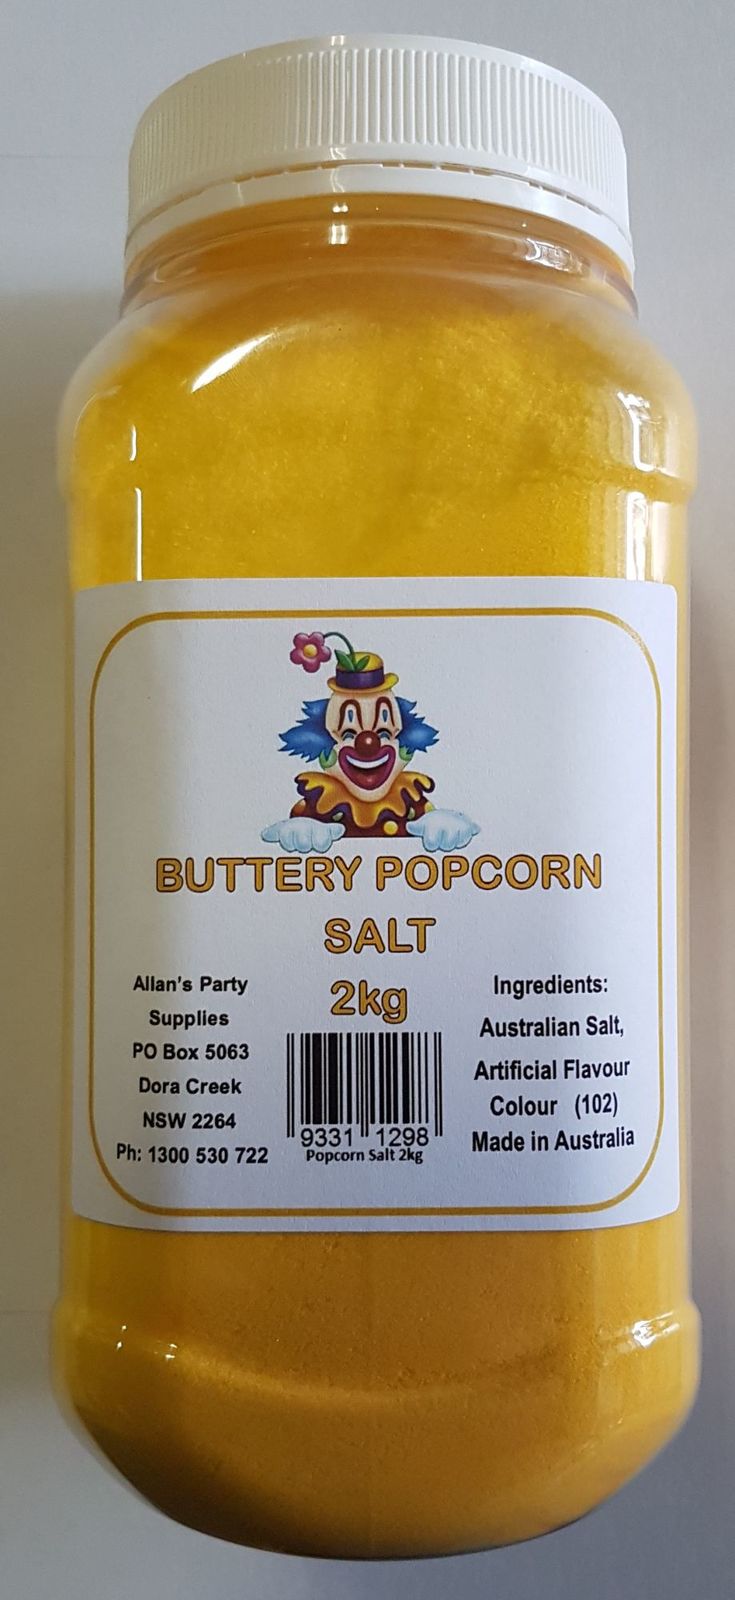 BUTTERY POPCORN
SALT
2kg
Allan's Party
Supplies
PO Box 5063
Dora Creek
NSW 2264
Ph: 1300 530 722
9331 1298
Popcorn Salt 2kg
Ingredients:
Australian Salt,
Artificial Flavour
Colour (102)
Made in Australia